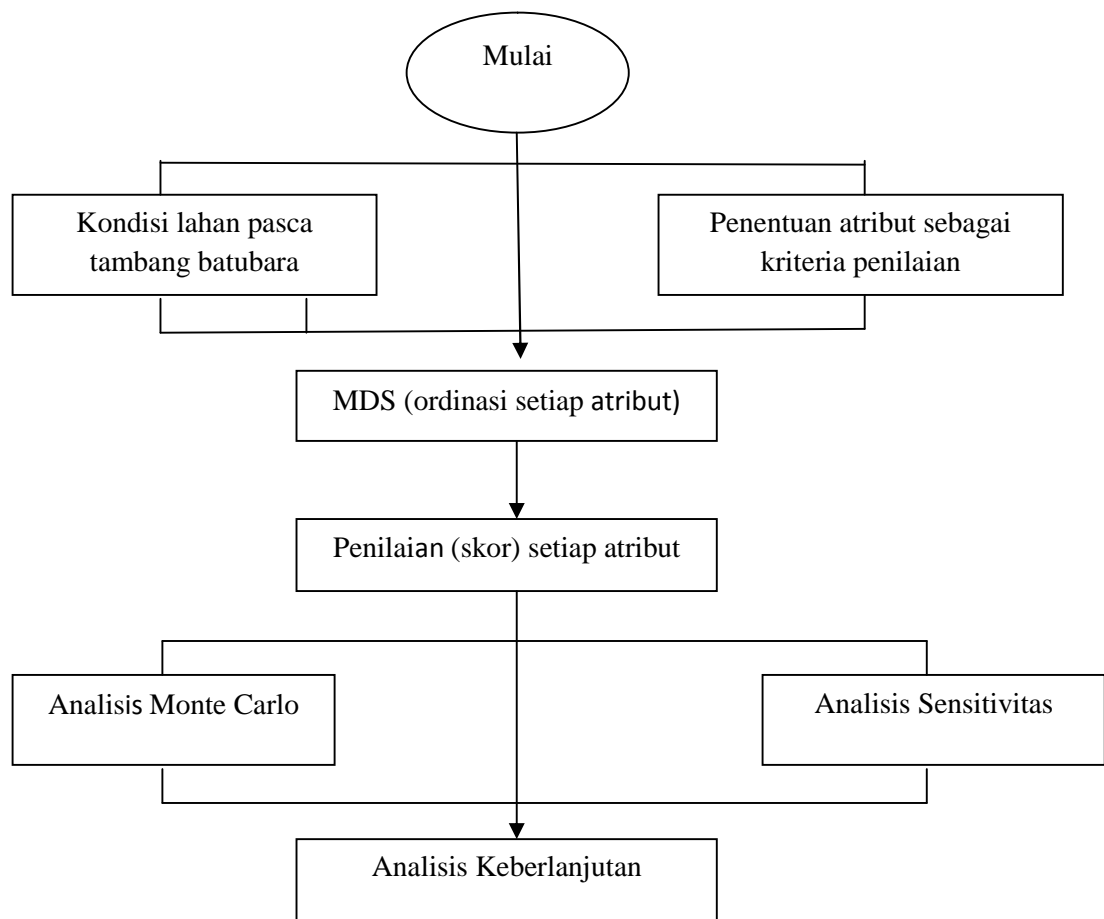 Mulai
Kondisi lahan pasca
tambang batubara
Penentuan atribut sebagai
kriteria penilaian
MDS (ordinasi setiap atribut)
Penilaian (skor) setiap atribut
Analisis Monte Carlo
Analisis Sensitivitas
Analisis Keberlanjutan